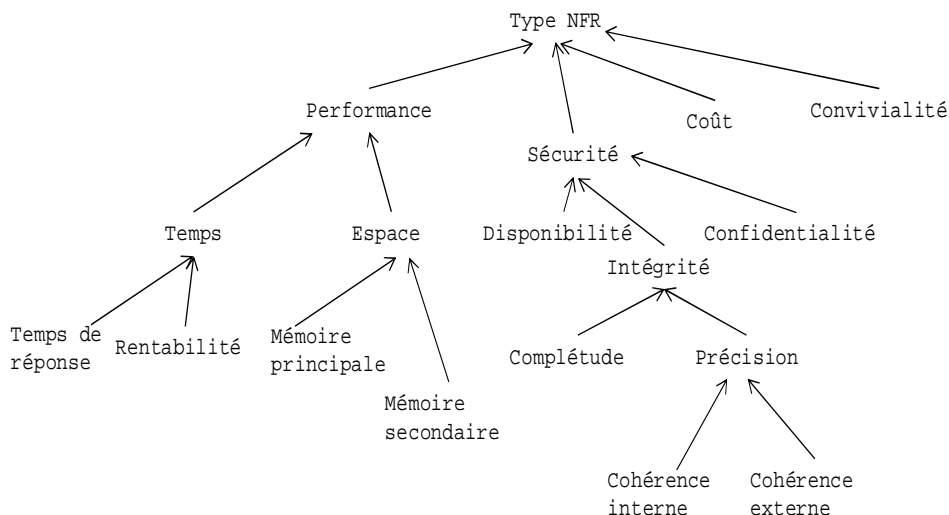 Type NFR
Performance
Coût
Convivialité
Sécurité
Temps
Espace
Disponibilité
Confidentialité
Intégrité
Temps de
réponse
Rentabilité
Mémoire
principale
Complétude
Précision
Mémoire
secondaire
Cohérence
interne
Cohérence
externe